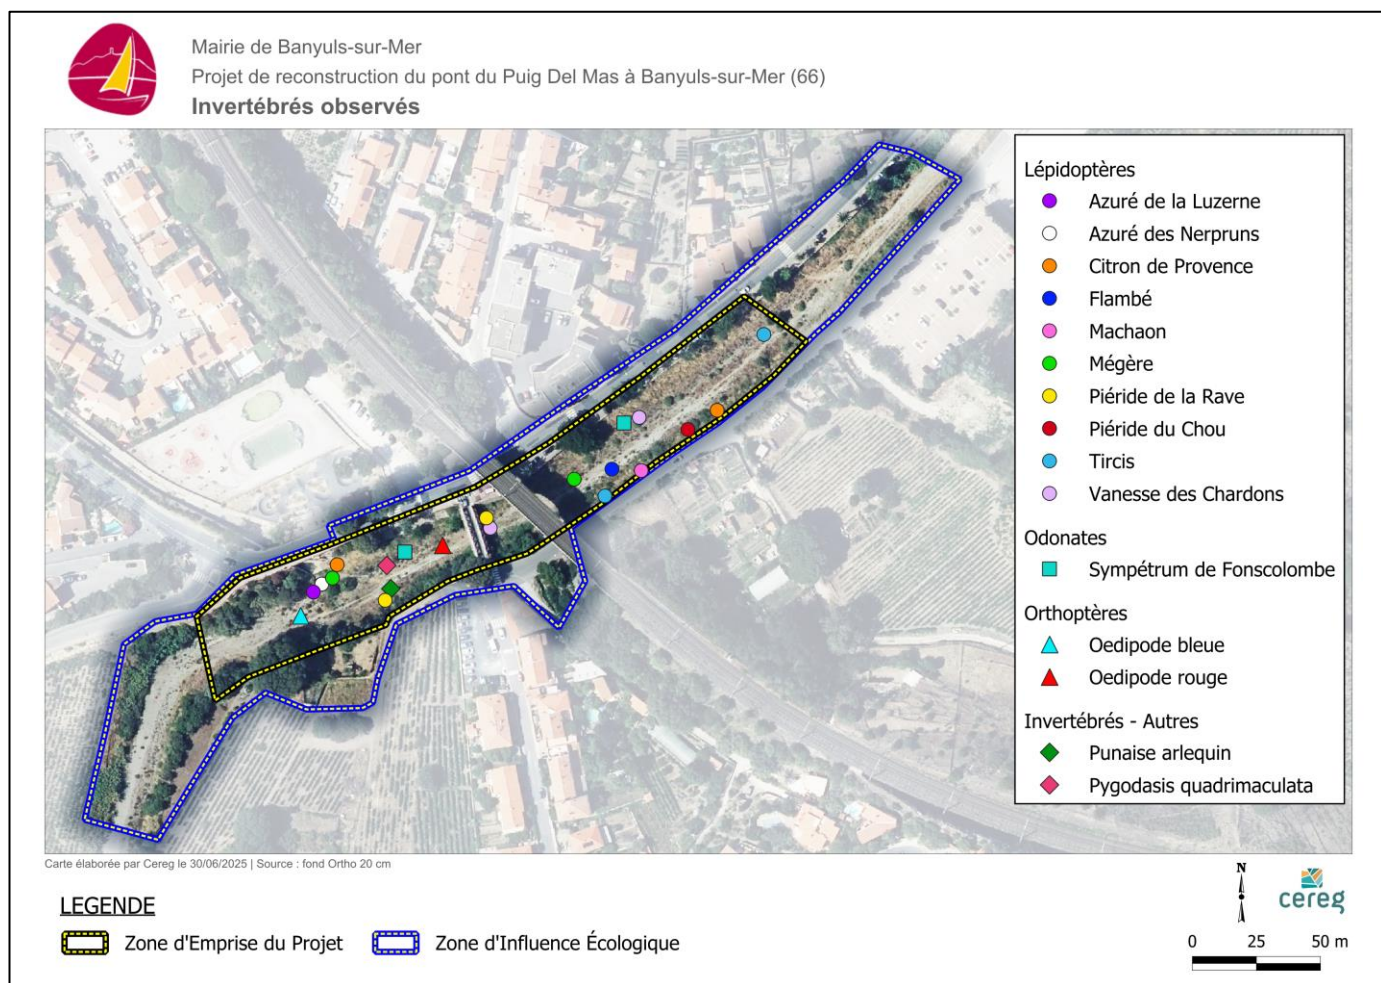 Mairie de Banyuls-sur-Mer
Projet de reconstruction du pont du Puig Del Mas à Banyuls-sur-Mer (66)
Invertébrés observés
Lépidoptères
Azuré de la Luzerne
Azuré des Nerpruns
Citron de Provence
Flambé
Machaon
Mégère
Piéride de la Rave
Piéride du Chou
Tircis
Vanesse des Chardons
Odonates
Sympétrum de Fonscolombe
Orthoptères
Oedipode bleue
Oedipode rouge
Invertébrés - Autres
Punaise arlequin
Pygodasis quadrimaculata
Carte élaborée par Cereg le 30/06/2025 | Source : fond Ortho 20 cm
LEGENDE
Zone d'Emprise du Projet
Zone d'Influence Écologique
N
cereg
0 25 50 m